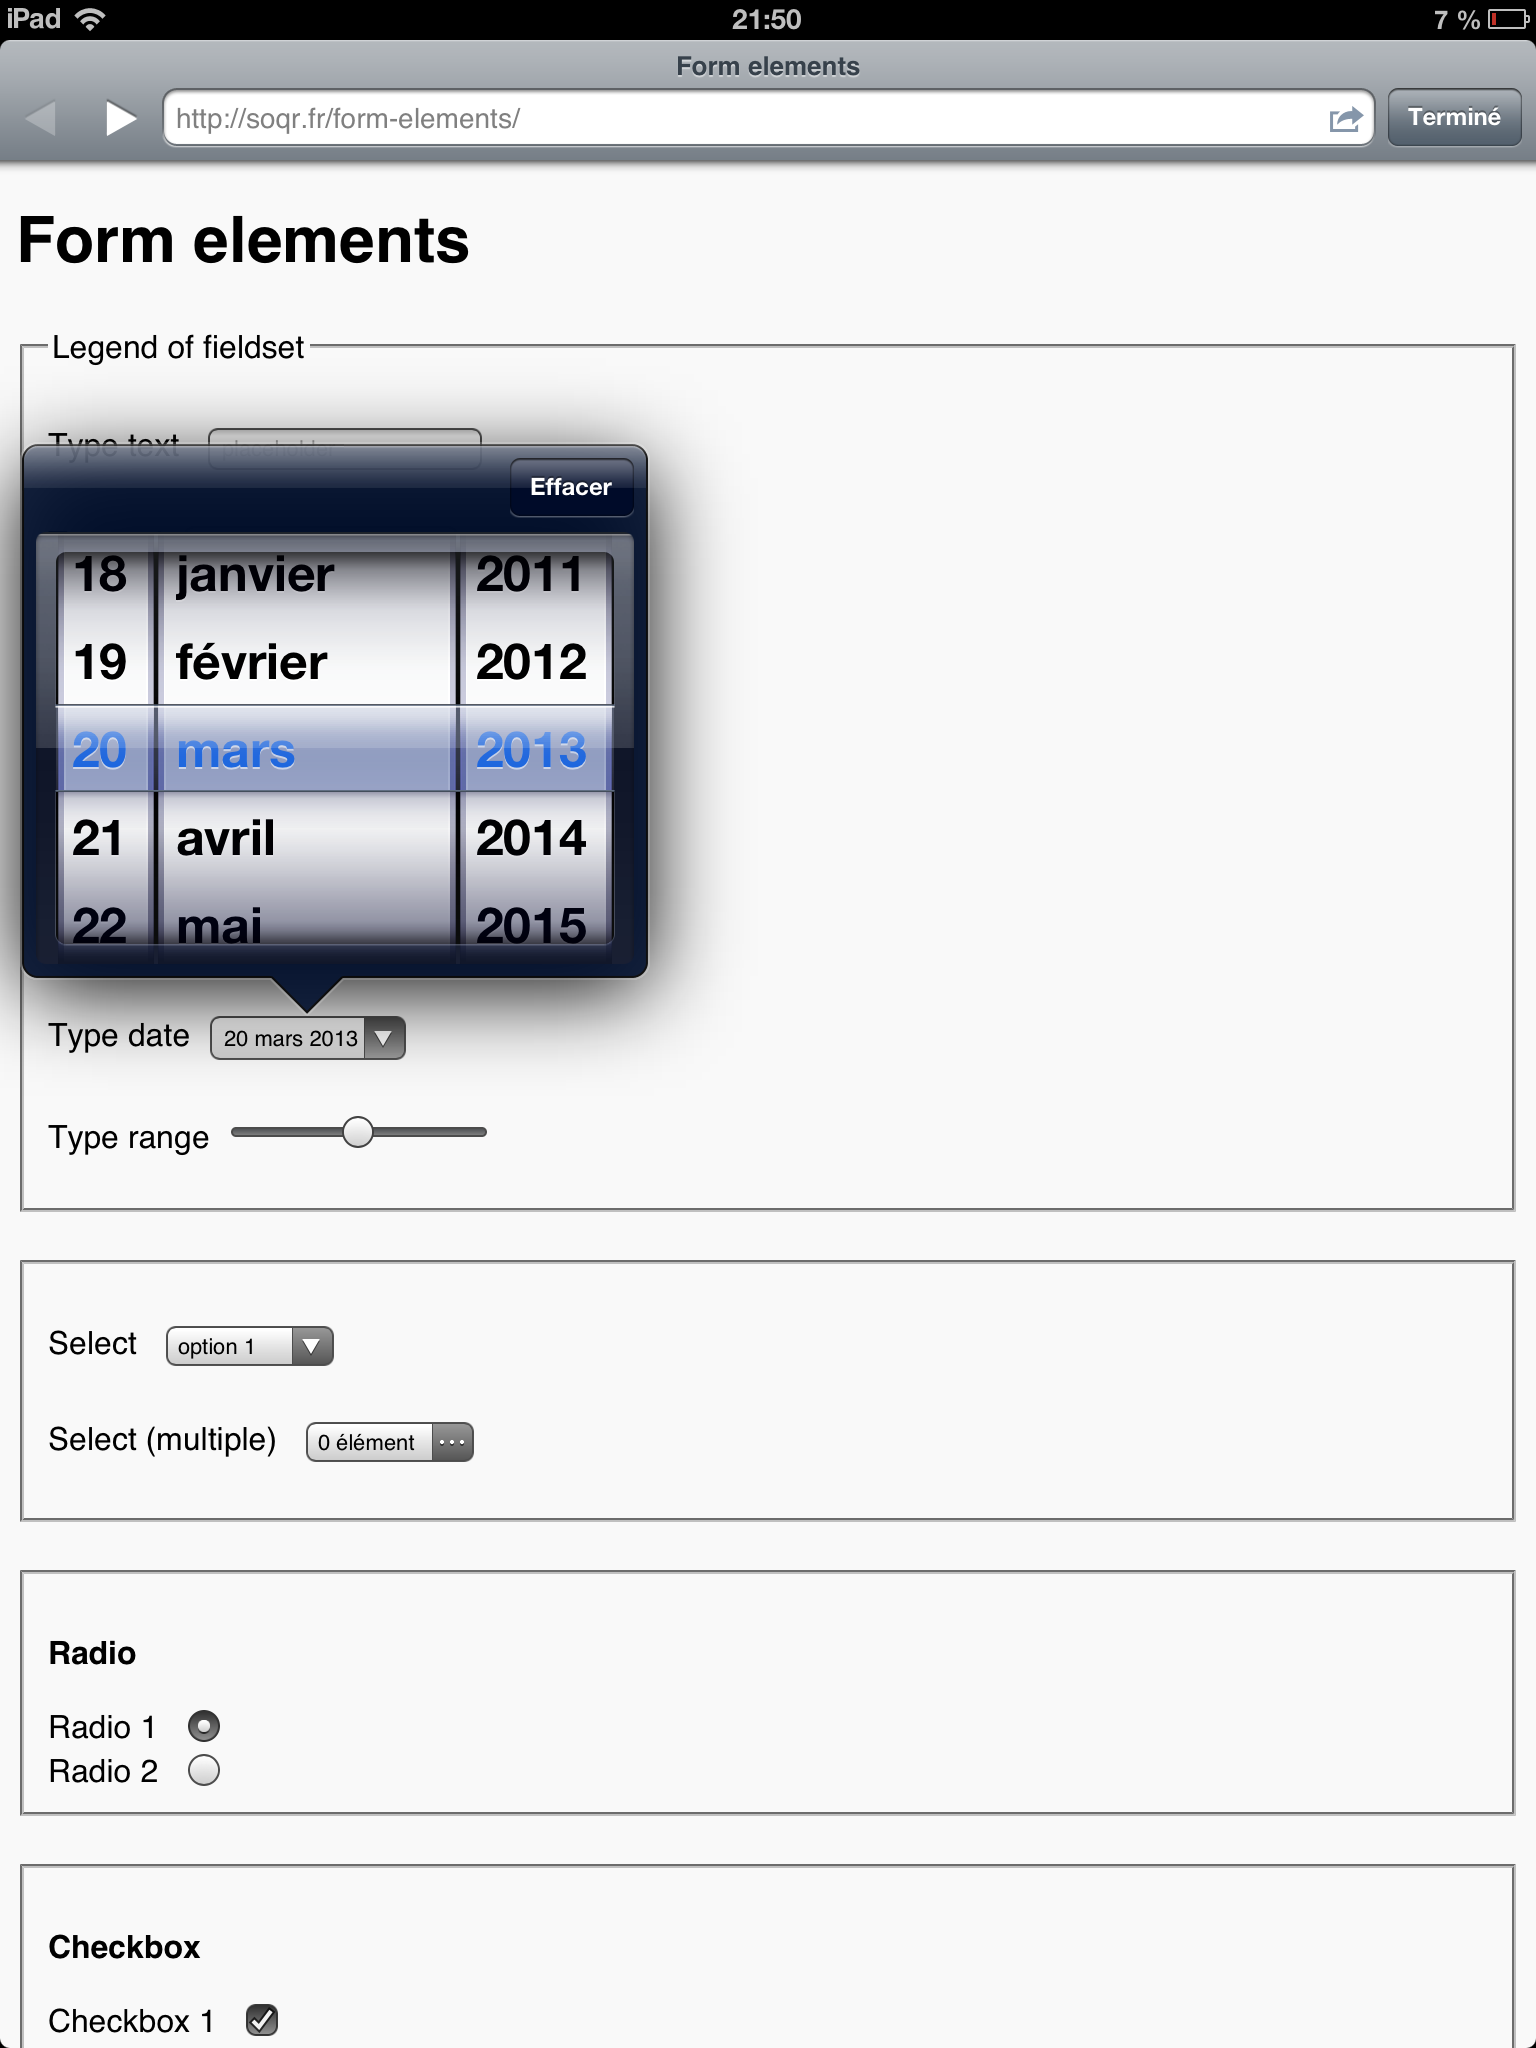 iPad 21:50 7 %
Form elements
http://soqr.fr/form-elements/ Terminé
Form elements
Legend of fieldset
Type text placeholder
Effacer
18 janvier 2011
19 février 2012
20 mars 2013
21 avril 2014
22 mai 2015
Type date 20 mars 2013
Type range
Select option 1
Select (multiple) 0 élément
Radio
Radio 1
Radio 2
Checkbox
Checkbox 1